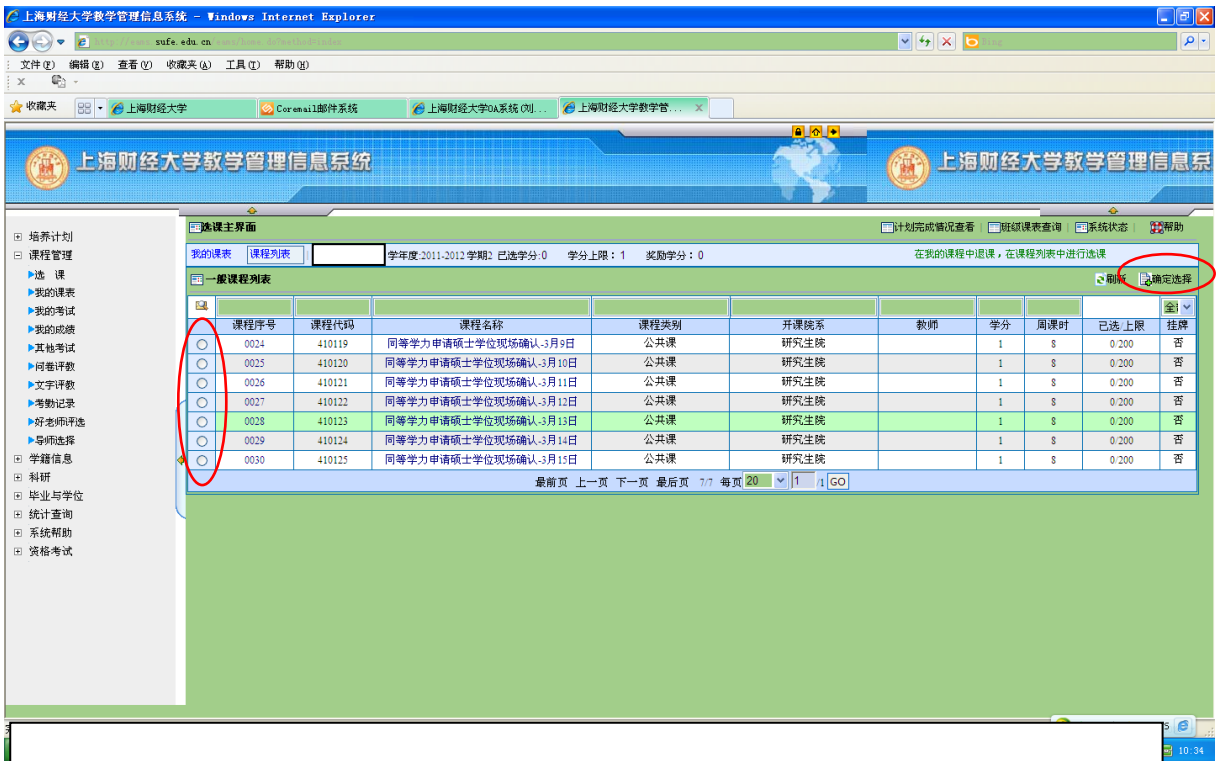 上海财经大学教学管理信息系统 - Windows Internet Explorer
http://eams.sufe.edu.cn/eams/home.do?method=index
Bing
文件(F) 编辑(E) 查看(V) 收藏夹(A) 工具(T) 帮助(H)
x
收藏夹 上海财经大学 Coremail邮件系统 上海财经大学OA系统(刘... 上海财经大学教学管... X
上海财经大学教学管理信息系统
上海财经大学教学管理信息系
选课主界面 计划完成情况查看 班级课表查询 系统状态 帮助
我的课表 课程列表 学年度:2011-2012 学期2 已选学分:0 学分上限：1 奖励学分：0 在我的课程中退课，在课程列表中进行选课
一般课程列表 刷新 确定选择
课程序号 课程代码 课程名称 课程类别 开课院系 教师 学分 周课时 已选/上限 挂牌
0024 410119 同等学力申请硕士学位现场确认-3月9日 公共课 研究生院 1 8 0/200 否
0025 410120 同等学力申请硕士学位现场确认-3月10日 公共课 研究生院 1 8 0/200 否
0026 410121 同等学力申请硕士学位现场确认-3月11日 公共课 研究生院 1 8 0/200 否
0027 410122 同等学力申请硕士学位现场确认-3月12日 公共课 研究生院 1 8 0/200 否
0028 410123 同等学力申请硕士学位现场确认-3月13日 公共课 研究生院 1 8 0/200 否
0029 410124 同等学力申请硕士学位现场确认-3月14日 公共课 研究生院 1 8 0/200 否
0030 410125 同等学力申请硕士学位现场确认-3月15日 公共课 研究生院 1 8 0/200 否
最前页 上一页 下一页 最后页 7/7 每页 20 1 /1 GO
培养计划
课程管理
选 课
我的课表
我的考试
我的成绩
其他考试
问卷评教
文字评教
考勤记录
好老师评选
导师选择
学籍信息
科研
毕业与学位
统计查询
系统帮助
资格考试
10:34